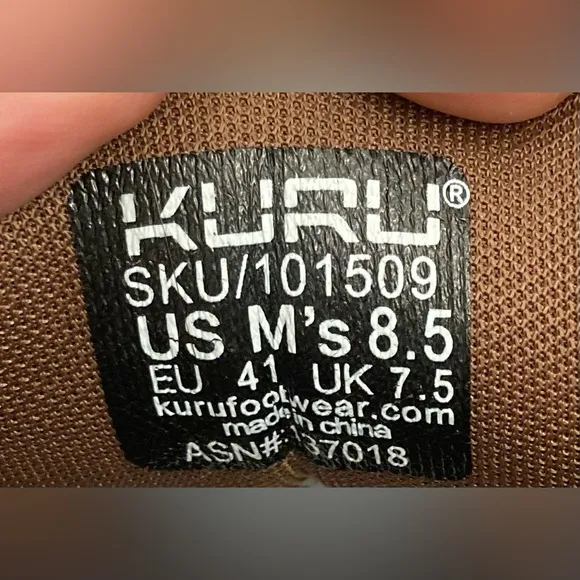 KURU®
SKU/101509
US M's 8.5
EU 41 UK 7.5
kurufootwear.com
made in china
ASN#: